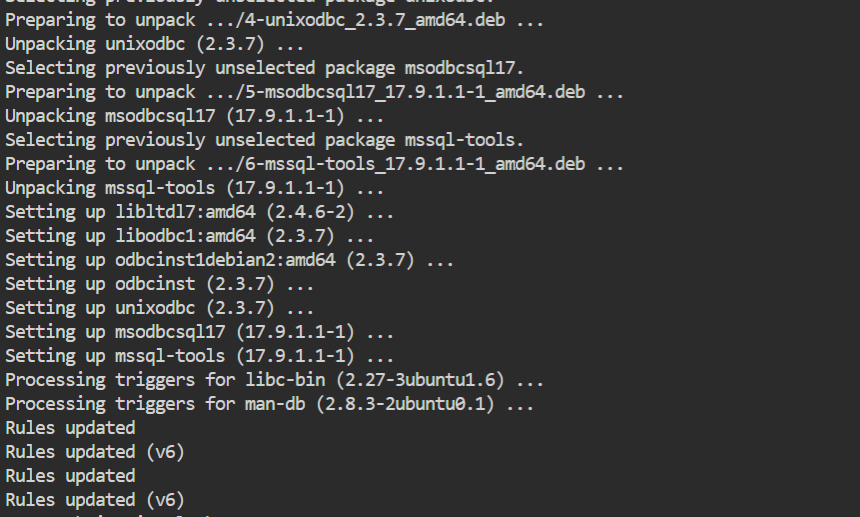 Selecting previously unselected package unixodbc.
Preparing to unpack .../4-unixodbc_2.3.7_amd64.deb ...
Unpacking unixodbc (2.3.7) ...
Selecting previously unselected package msodbcsql17.
Preparing to unpack .../5-msodbcsql17_17.9.1.1-1_amd64.deb ...
Unpacking msodbcsql17 (17.9.1.1-1) ...
Selecting previously unselected package mssql-tools.
Preparing to unpack .../6-mssql-tools_17.9.1.1-1_amd64.deb ...
Unpacking mssql-tools (17.9.1.1-1) ...
Setting up libltdl7:amd64 (2.4.6-2) ...
Setting up libodbc1:amd64 (2.3.7) ...
Setting up odbcinst1debian2:amd64 (2.3.7) ...
Setting up odbcinst (2.3.7) ...
Setting up unixodbc (2.3.7) ...
Setting up msodbcsql17 (17.9.1.1-1) ...
Setting up mssql-tools (17.9.1.1-1) ...
Processing triggers for libc-bin (2.27-3ubuntu1.6) ...
Processing triggers for man-db (2.8.3-2ubuntu0.1) ...
Rules updated
Rules updated (v6)
Rules updated
Rules updated (v6)